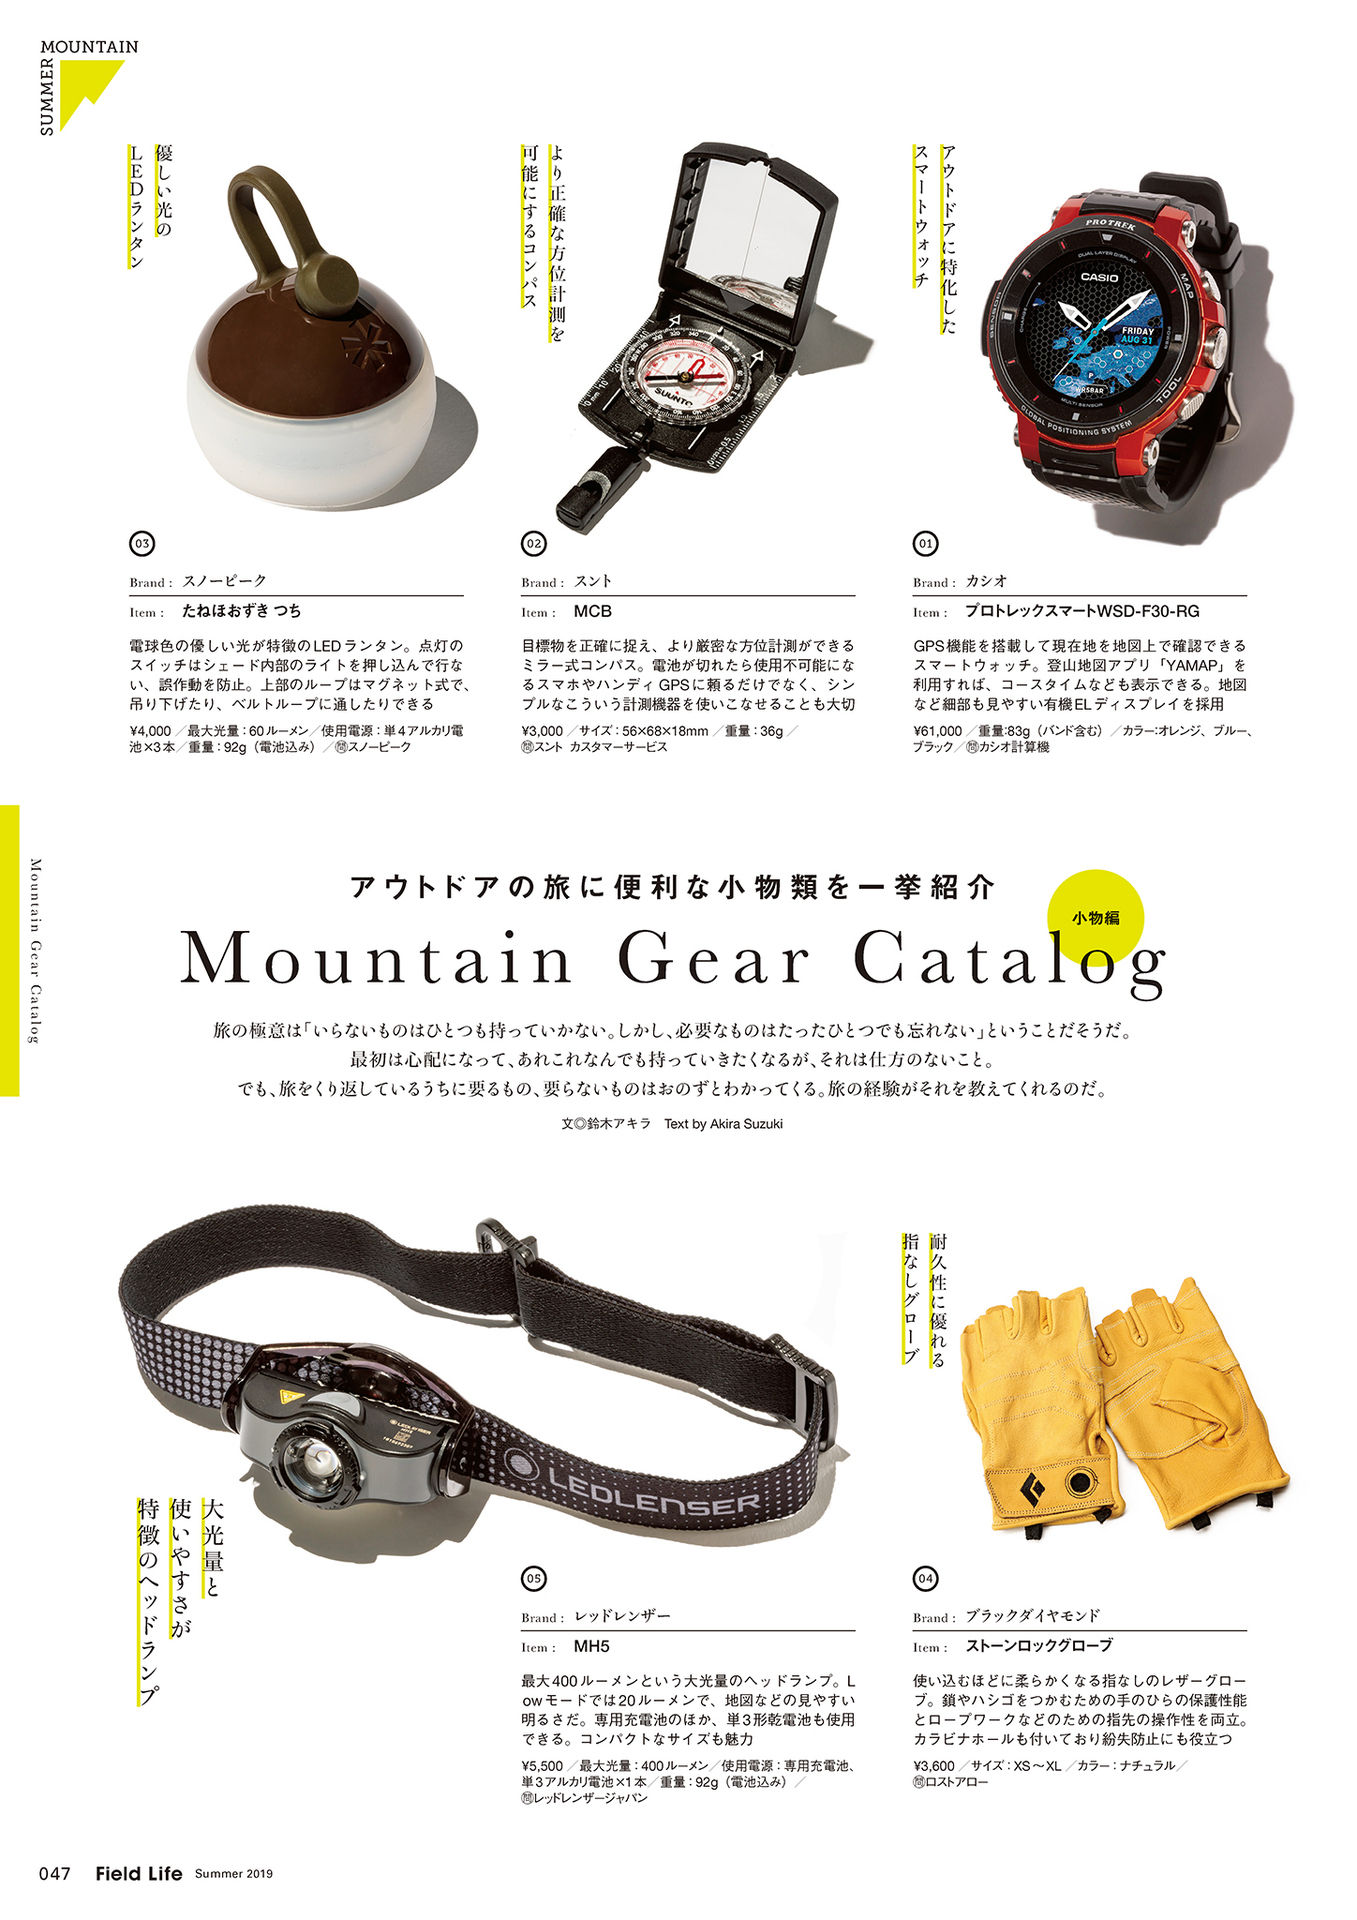 MOUNTAIN
SUMMER
アウトドアに特化した
スマートウォッチ
PROTREK
DUAL LAYER DISPLAY
CASIO
FRIDAY
AUG 31
P
MAP
TOOL
MULTI SENSOR
GLOBAL POSITIONING SYSTEM
01
Brand : カシオ
Item : プロトレックスマートWSD-F30-RG
GPS機能を搭載して現在地を地図上で確認できる
スマートウォッチ。登山地図アプリ「YAMAP」を
利用すれば、コースタイムなども表示できる。地図
など細部も見やすい有機ELディスプレイを採用
¥61,000 ／重量:83g（バンド含む）／カラー:オレンジ、ブルー、
ブラック／㉄カシオ計算機
より正確な方位計測を
可能にするコンパス
SUUNTO
02
Brand : スント
Item : MCB
目標物を正確に捉え、より厳密な方位計測ができる
ミラー式コンパス。電池が切れたら使用不可能にな
るスマホやハンディGPSに頼るだけでなく、シン
プルなこういう計測機器を使いこなせることも大切
¥3,000 ／サイズ：56×68×18mm ／重量：36g ／
㉄スント カスタマーサービス
優しい光の
LEDランタン
03
Brand : スノーピーク
Item : たねほおずき つち
電球色の優しい光が特徴のLEDランタン。点灯の
スイッチはシェード内部のライトを押し込んで行な
い、誤作動を防止。上部のループはマグネット式で、
吊り下げたり、ベルトループに通したりできる
¥4,000 ／最大光量：60ルーメン／使用電源：単4アルカリ電
池×3本／重量：92g（電池込み）／㉄スノーピーク
Mountain Gear Catalog
アウトドアの旅に便利な小物類を一挙紹介
小物編
Mountain Gear Catalog
旅の極意は「いらないものはひとつも持っていかない。しかし、必要なものはたったひとつでも忘れない」ということだそうだ。
最初は心配になって、あれこれなんでも持っていきたくなるが、それは仕方のないこと。
でも、旅をくり返しているうちに要るもの、要らないものはおのずとわかってくる。旅の経験がそれを教えてくれるのだ。
文◎鈴木アキラ Text by Akira Suzuki
耐久性に優れる
指なしグローブ
04
Brand : ブラックダイヤモンド
Item : ストーンロックグローブ
使い込むほどに柔らかくなる指なしのレザーグロー
ブ。鎖やハシゴをつかむための手のひらの保護性能
とロープワークなどのための指先の操作性を両立。
カラビナホールも付いており紛失防止にも役立つ
¥3,600 ／サイズ：XS～XL ／カラー：ナチュラル／
㉄ロストアロー
LEDLENSER
LEDLENSER
大光量と
使いやすさが
特徴のヘッドランプ
05
Brand : レッドレンザー
Item : MH5
最大400ルーメンという大光量のヘッドランプ。L
owモードでは20ルーメンで、地図などの見やすい
明るさだ。専用充電池のほか、単3形乾電池も使用
できる。コンパクトなサイズも魅力
¥5,500 ／最大光量：400ルーメン／使用電源：専用充電池、
単3アルカリ電池×1本／重量：92g（電池込み）／
㉄レッドレンザージャパン
047 Field Life Summer 2019